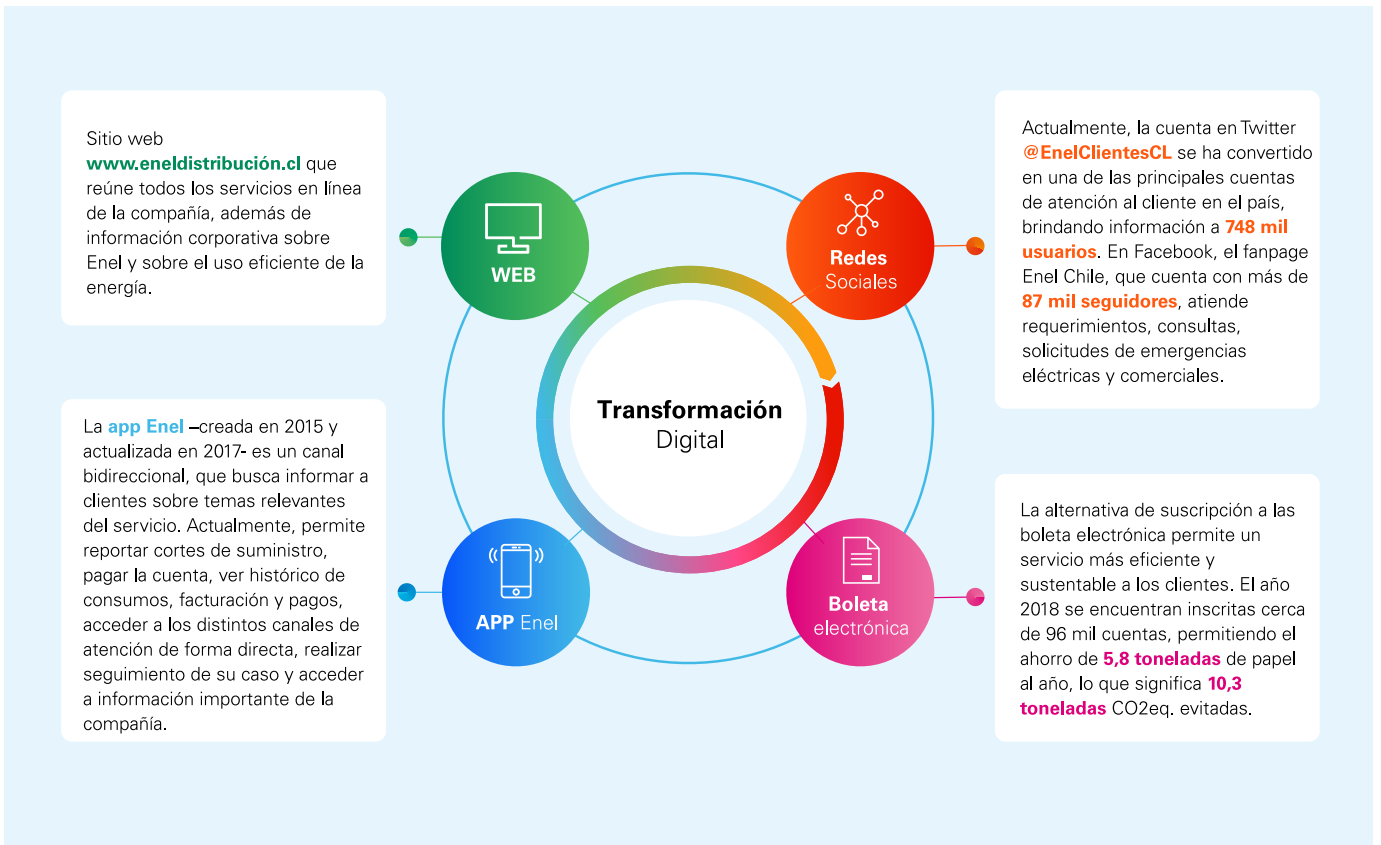 Sitio web
www.eneldistribución.cl que
reúne todos los servicios en línea
de la compañía, además de
información corporativa sobre
Enel y sobre el uso eficiente de la
energía.
WEB
Redes
Sociales
Actualmente, la cuenta en Twitter
@EnelClientesCL se ha convertido
en una de las principales cuentas
de atención al cliente en el país,
brindando información a 748 mil
usuarios. En Facebook, el fanpage
Enel Chile, que cuenta con más de
87 mil seguidores, atiende
requerimientos, consultas,
solicitudes de emergencias
eléctricas y comerciales.
Transformación
Digital
La app Enel –creada en 2015 y
actualizada en 2017- es un canal
bidireccional, que busca informar a
clientes sobre temas relevantes
del servicio. Actualmente, permite
reportar cortes de suministro,
pagar la cuenta, ver histórico de
consumos, facturación y pagos,
acceder a los distintos canales de
atención de forma directa, realizar
seguimiento de su caso y acceder
a información importante de la
compañía.
APP Enel
Boleta
electrónica
La alternativa de suscripción a las
boleta electrónica permite un
servicio más eficiente y
sustentable a los clientes. El año
2018 se encuentran inscritas cerca
de 96 mil cuentas, permitiendo el
ahorro de 5,8 toneladas de papel
al año, lo que significa 10,3
toneladas CO2eq. evitadas.